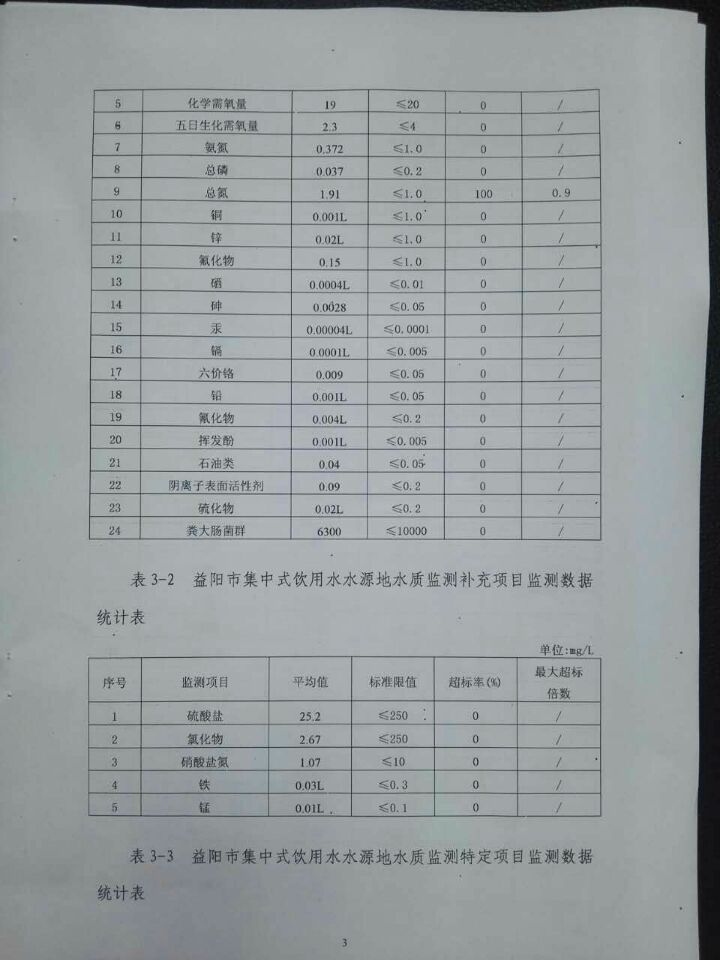 5 化学需氧量 19 ≤20 0 /
6 五日生化需氧量 2.3 ≤4 0 /
7 氨氮 0.372 ≤1.0 0 /
8 总磷 0.037 ≤0.2 0 /
9 总氮 1.91 ≤1.0 100 0.9
10 铜 0.001L ≤1.0 0 /
11 锌 0.02L ≤1.0 0 /
12 氟化物 0.15 ≤1.0 0 /
13 硒 0.0004L ≤0.01 0 /
14 砷 0.0028 ≤0.05 0 /
15 汞 0.00004L ≤0.0001 0 /
16 镉 0.0001L ≤0.005 0 /
17 六价铬 0.009 ≤0.05 0 /
18 铅 0.001L ≤0.05 0 /
19 氰化物 0.004L ≤0.2 0 /
20 挥发酚 0.001L ≤0.005 0 /
21 石油类 0.04 ≤0.05 0 /
22 阴离子表面活性剂 0.09 ≤0.2 0 /
23 硫化物 0.02L ≤0.2 0 /
24 粪大肠菌群 6300 ≤10000 0 /
表 3-2 益阳市集中式饮用水水源地水质监测补充项目监测数据
统计表
单位:mg/L
序号 监测项目 平均值 标准限值 超标率(%) 最大超标
倍数
1 硫酸盐 25.2 ≤250 0 /
2 氯化物 2.67 ≤250 0 /
3 硝酸盐氮 1.07 ≤10 0 /
4 铁 0.03L ≤0.3 0 /
5 锰 0.01L ≤0.1 0 /
表 3-3 益阳市集中式饮用水水源地水质监测特定项目监测数据
统计表
3